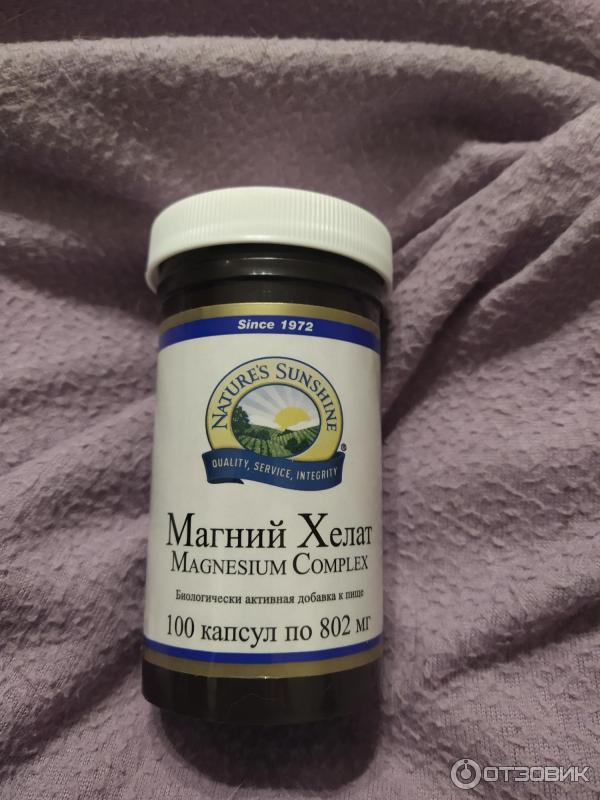 Since 1972
NATURE'S SUNSHINE
®
QUALITY, SERVICE, INTEGRITY
Магний Хелат
MAGNESIUM COMPLEX
Биологически активная добавка к пище
100 капсул по 802 мг
ОТЗОВИК